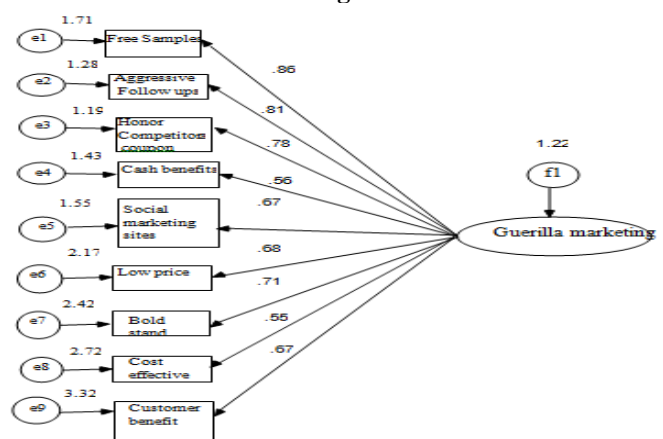 1.71
e1
Free Samples
1.28
e2
Aggressive
Follow ups
1.19
e3
Honor
Competitors
coupon
1.43
e4
Cash benefits
1.55
e5
Social
marketing
sites
2.17
e6
Low price
2.42
e7
Bold
stand
2.72
e8
Cost
effective
3.32
e9
Customer
benefit
.86
.81
.78
.56
.67
.68
.71
.55
.67
1.22
f1
Guerilla marketing